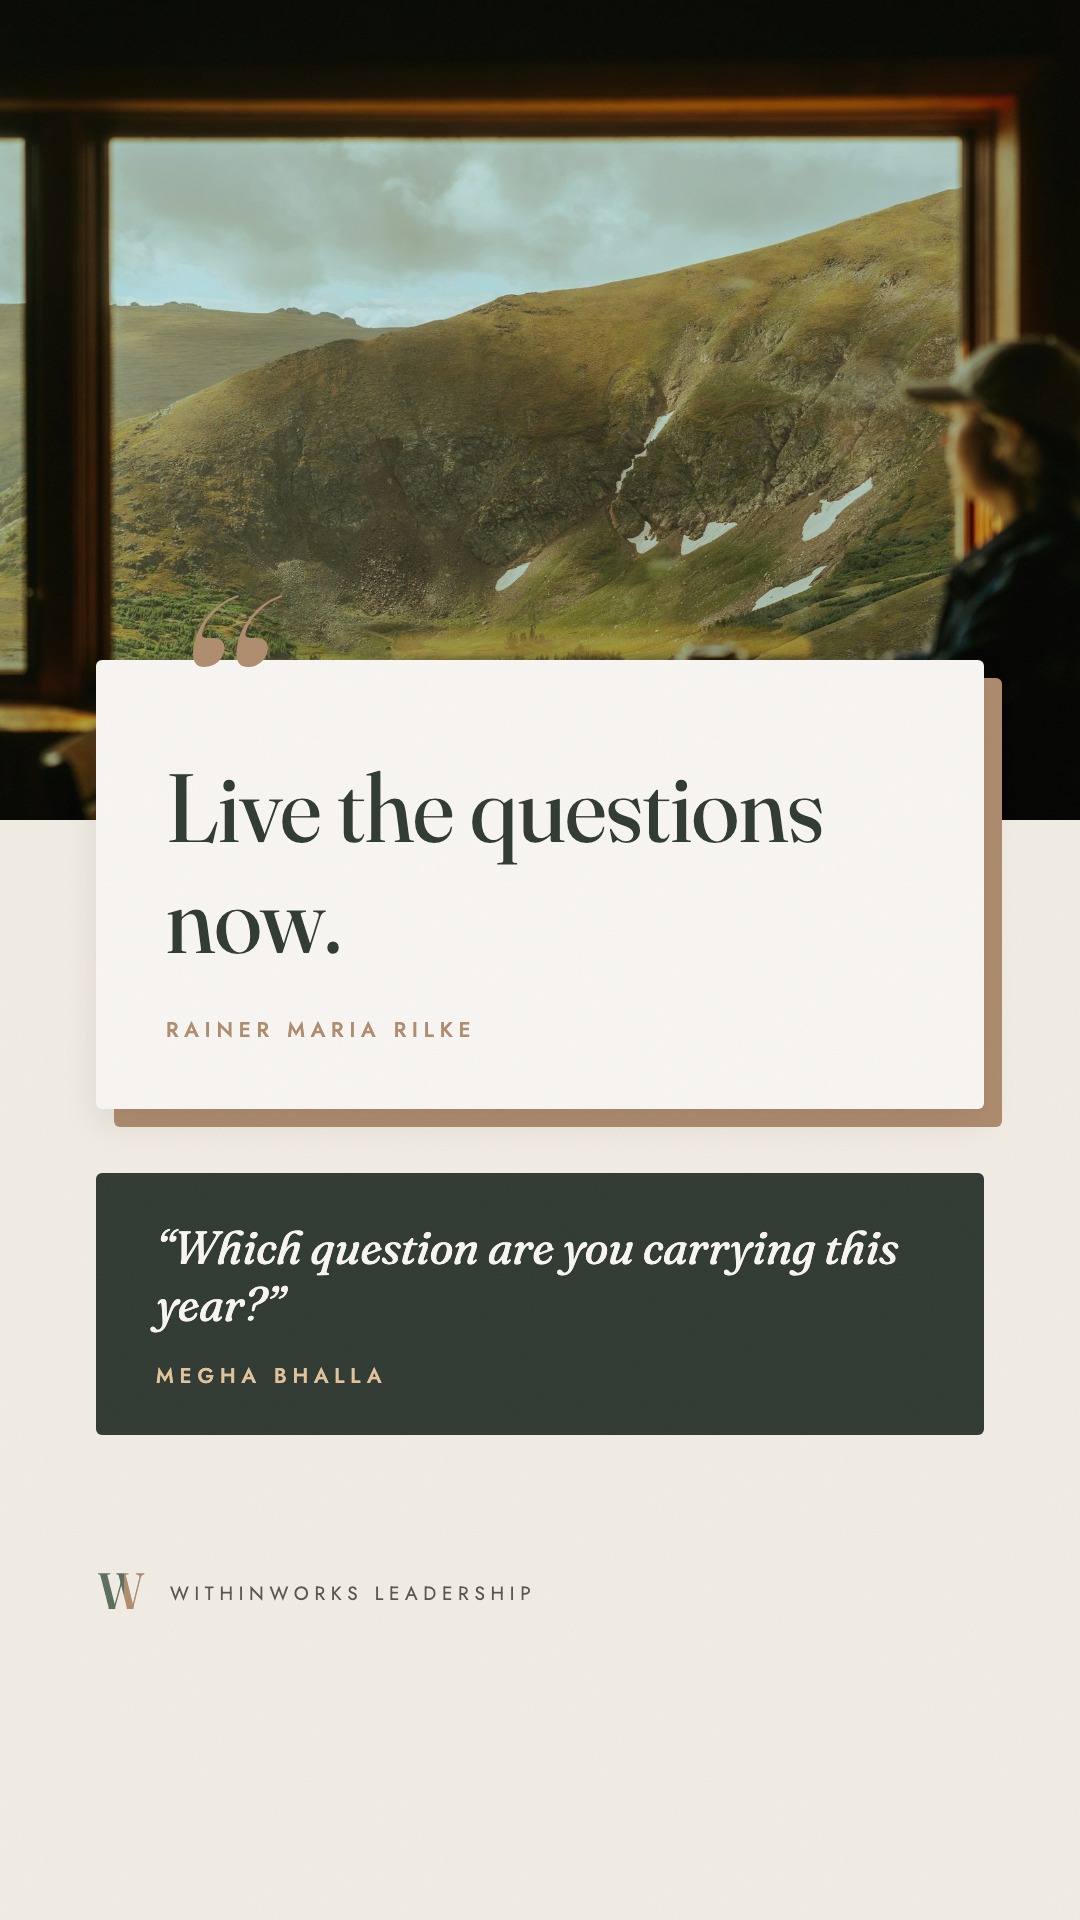 “
Live the questions
now.
RAINER MARIA RILKE
“Which question are you carrying this
year?”
MEGHA BHALLA
W WITHINWORKS LEADERSHIP